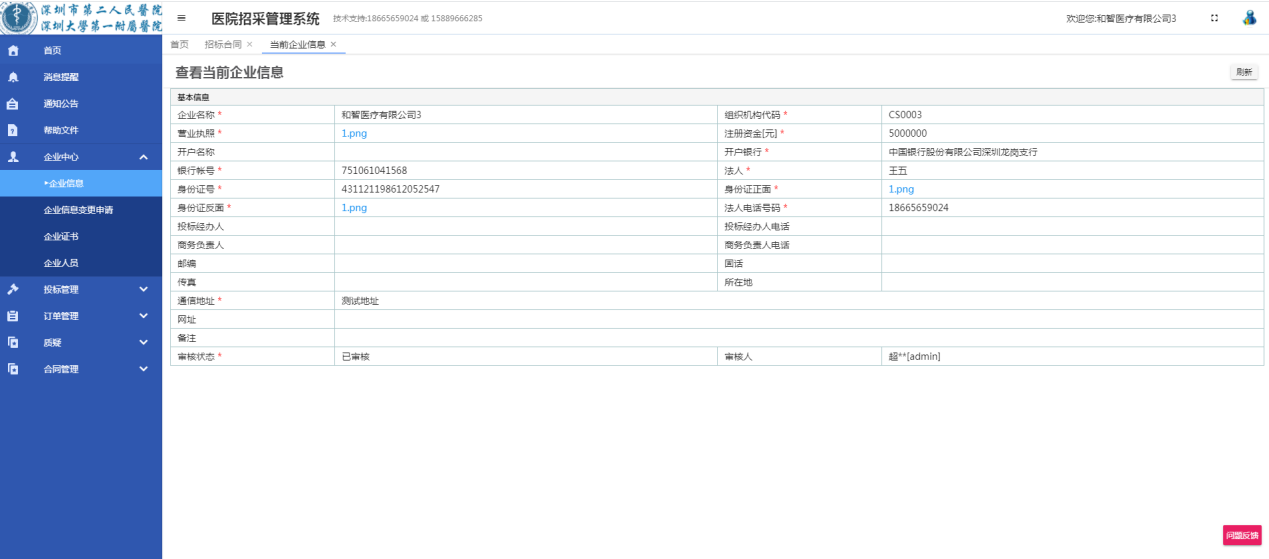 深圳市第二人民醫院
深圳大學第一附屬醫院
医院招采管理系统 技术支持:18665659024 或 15889666285 欢迎您:和智医疗有限公司3
首页 招标合同 × 当前企业信息 ×
首页
消息提醒
通知公告
帮助文件
企业中心
企业信息
企业信息变更申请
企业证书
企业人员
投标管理
订单管理
质疑
合同管理
查看当前企业信息 刷新
基本信息
企业名称 * 和智医疗有限公司3 组织机构代码 * CS0003
营业执照 * 1.png 注册资金[元] * 5000000
开户名称 开户银行 * 中国银行股份有限公司深圳龙岗支行
银行帐号 * 751061041568 法人 * 王五
身份证号 * 431121198612052547 身份证正面 * 1.png
身份证反面 * 1.png 法人电话号码 * 18665659024
投标经办人 投标经办人电话
商务负责人 商务负责人电话
邮编 固话
传真 所在地
通信地址 * 测试地址
网址
备注
审核状态 * 已审核 审核人 超**[admin]
问题反馈